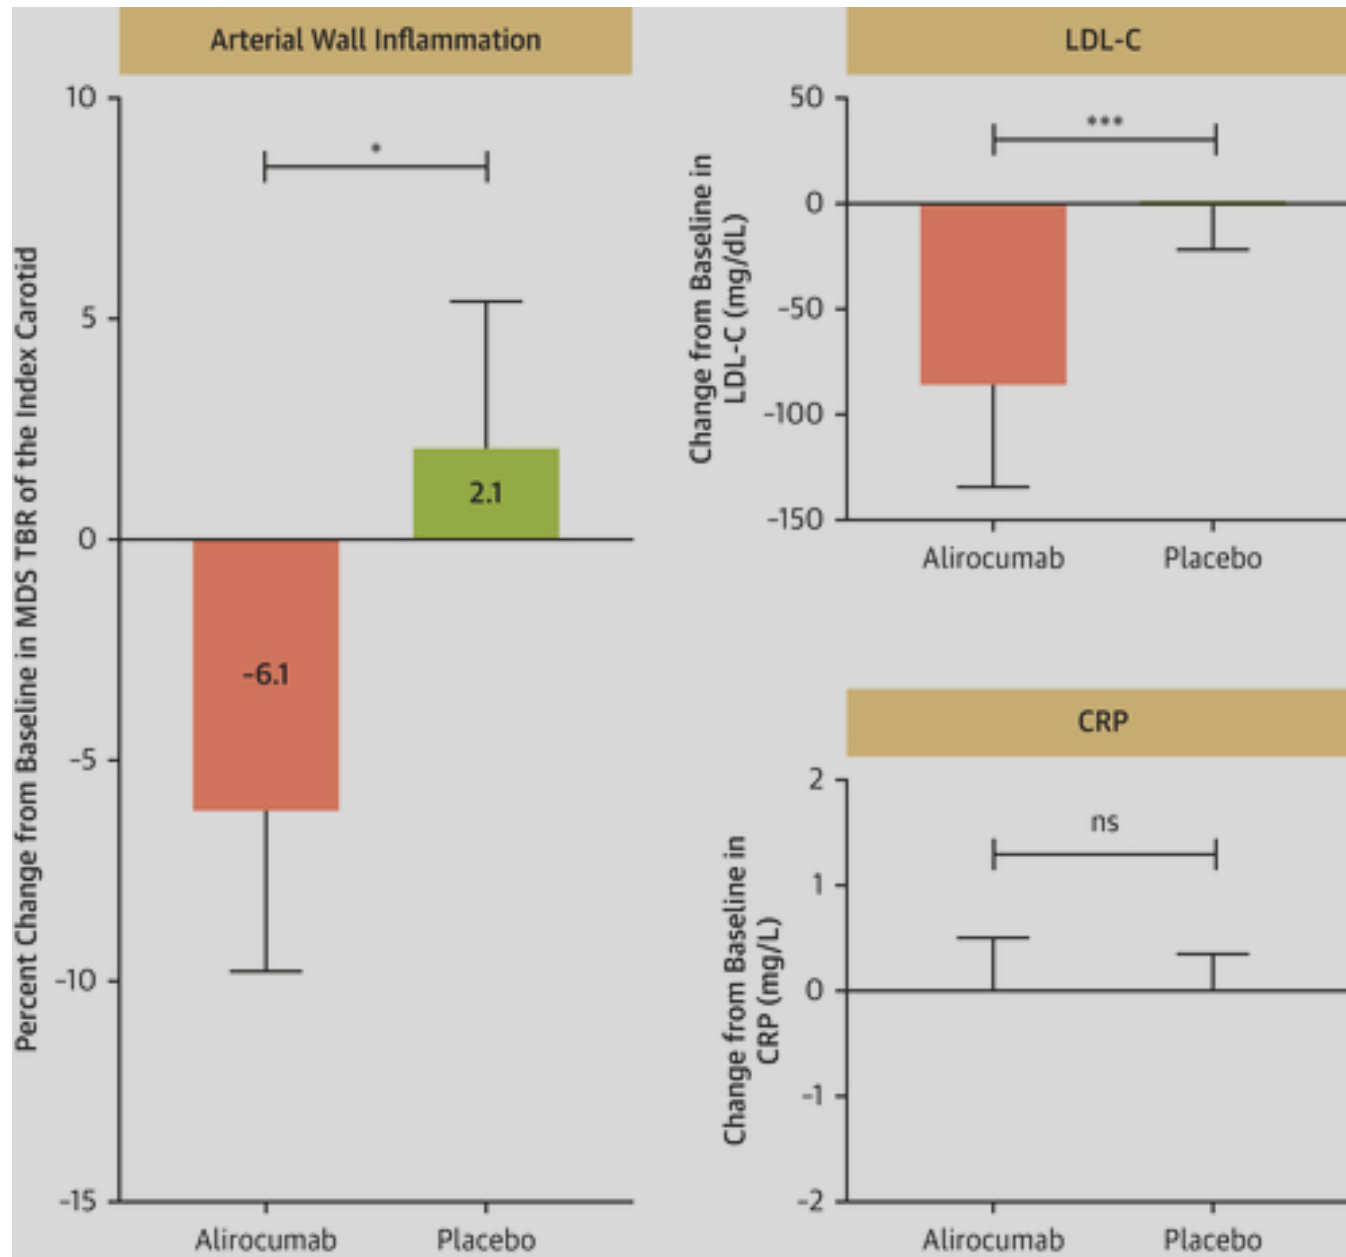 Arterial Wall Inflammation
Percent Change from Baseline in MDS TBR of the Index Carotid
10
5
0
-5
-10
-15
*
2.1
-6.1
Alirocumab
Placebo
LDL-C
Change from Baseline in
LDL-C (mg/dL)
50
0
-50
-100
-150
***
Alirocumab
Placebo
CRP
Change from Baseline in
CRP (mg/L)
2
1
0
-1
-2
ns